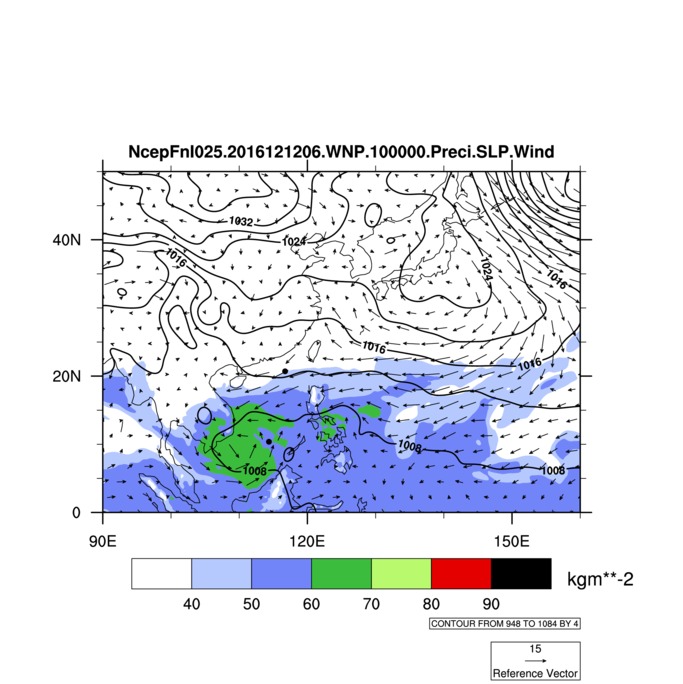 NcepFnl025.2016121206.WNP.100000.Preci.SLP.Wind
1032
1024
40N
1016
1024
1016
1016
1016
20N
1008
1008
1008
0
90E 120E 150E
kgm**-2
40 50 60 70 80 90
CONTOUR FROM 948 TO 1084 BY 4
15
Reference Vector